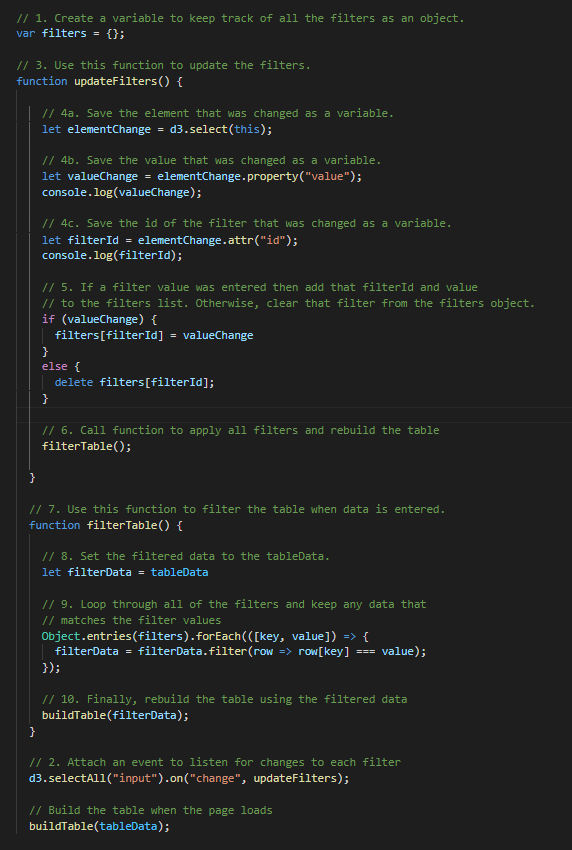 // 1. Create a variable to keep track of all the filters as an object.
var filters = {};
// 3. Use this function to update the filters.
function updateFilters() {
// 4a. Save the element that was changed as a variable.
let elementChange = d3.select(this);
// 4b. Save the value that was changed as a variable.
let valueChange = elementChange.property("value");
console.log(valueChange);
// 4c. Save the id of the filter that was changed as a variable.
let filterId = elementChange.attr("id");
console.log(filterId);
// 5. If a filter value was entered then add that filterId and value
// to the filters list. Otherwise, clear that filter from the filters object.
if (valueChange) {
filters[filterId] = valueChange
}
else {
delete filters[filterId];
}
// 6. Call function to apply all filters and rebuild the table
filterTable();
}
// 7. Use this function to filter the table when data is entered.
function filterTable() {
// 8. Set the filtered data to the tableData.
let filterData = tableData
// 9. Loop through all of the filters and keep any data that
// matches the filter values
Object.entries(filters).forEach(([key, value]) => {
filterData = filterData.filter(row => row[key] === value);
});
// 10. Finally, rebuild the table using the filtered data
buildTable(filterData);
}
// 2. Attach an event to listen for changes to each filter
d3.selectAll("input").on("change", updateFilters);
// Build the table when the page loads
buildTable(tableData);